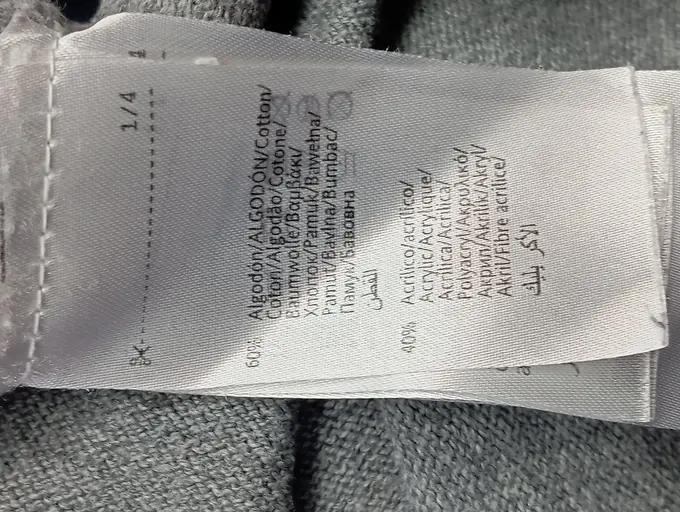 1/4
60% Algodón/ALGODÓN/Cotton/
Coton/Algodão/Cotone/
Baumwolle/Βαμβάκι/
Хлопок/Pamuk/Bawełna/
Pamut/Bavlna/Bumbac/
Памук/Бавовна
القطن
40% Acrílico/acrílico/
Acrylic/Acrylique/
Acrílica/Acrilica/
Polyacryl/Ακρυλικό/
Акрил/Akrilik/Akryl/
Akril/Fibre acrilice/
الأكريليك